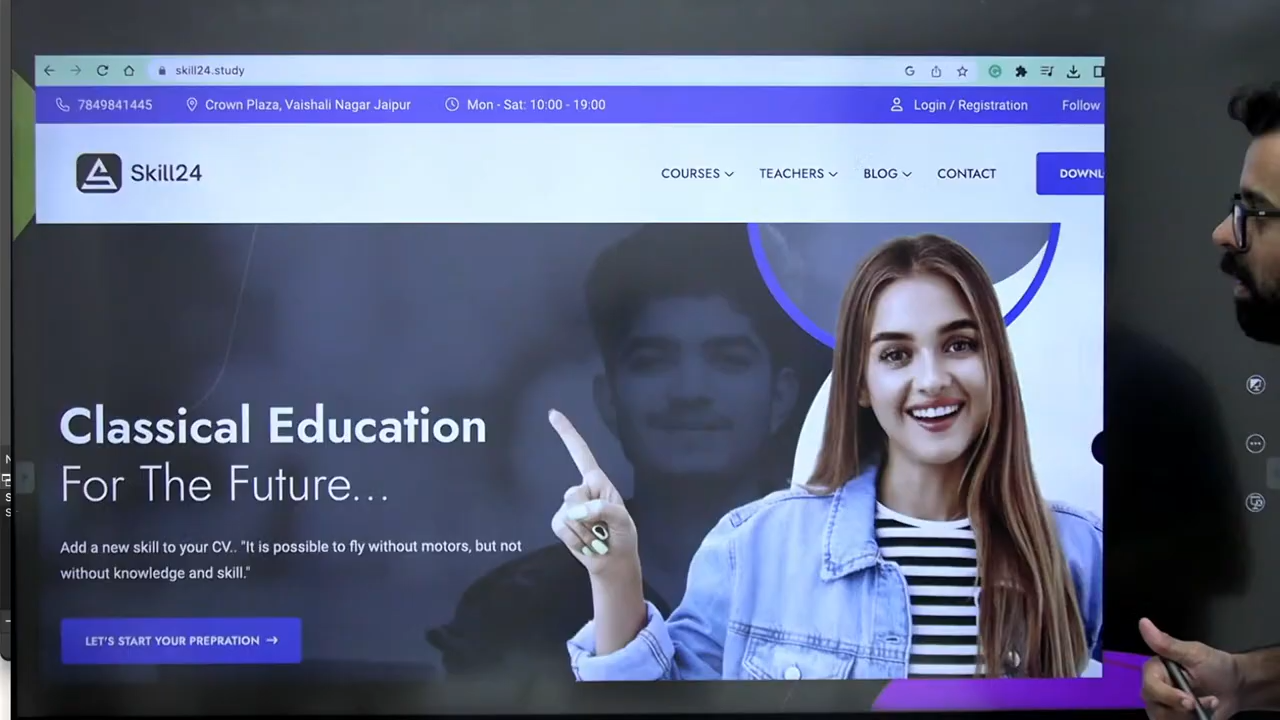 skill24.study
7849841445
Crown Plaza, Vaishali Nagar Jaipur
Mon - Sat: 10:00 - 19:00
Login / Registration
Follow
Skill24
COURSES
TEACHERS
BLOG
CONTACT
DOWNL
Classical Education
For The Future...
Add a new skill to your CV.. "It is possible to fly without motors, but not
without knowledge and skill."
LET'S START YOUR PREPRATION →